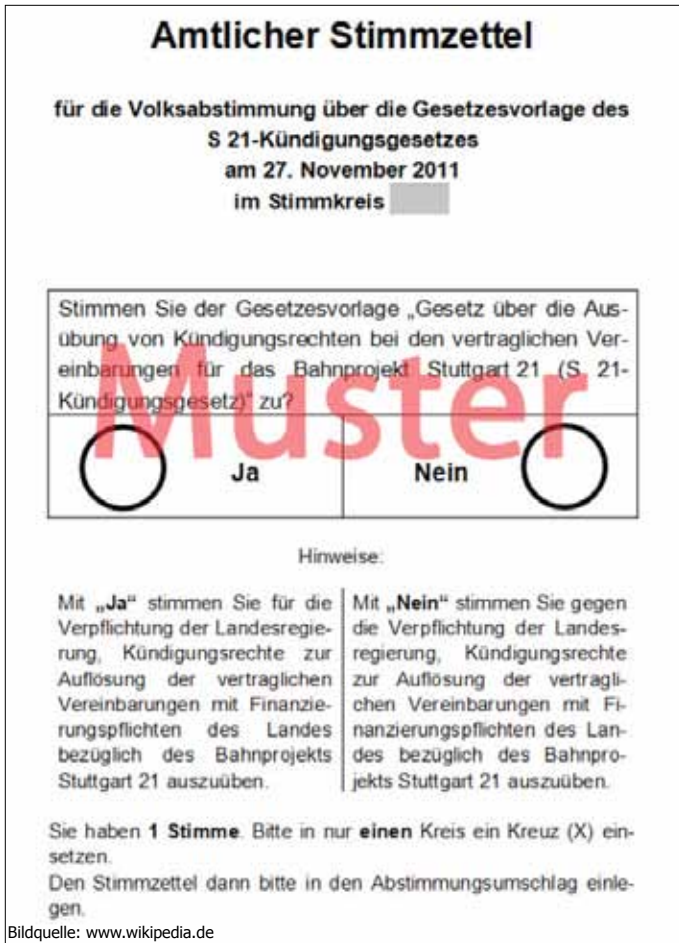 Amtlicher Stimmzettel
für die Volksabstimmung über die Gesetzesvorlage des
S 21-Kündigungsgesetzes
am 27. November 2011
im Stimmkreis
Stimmen Sie der Gesetzesvorlage „Gesetz über die Aus-
übung von Kündigungsrechten bei den vertraglichen Ver-
einbarungen für das Bahnprojekt Stuttgart 21 (S 21-
Kündigungsgesetz)“ zu?
Muster
Ja
Nein
Hinweise:
Mit „Ja“ stimmen Sie für die
Verpflichtung der Landesregie-
rung, Kündigungsrechte zur
Auflösung der vertraglichen
Vereinbarungen mit Finanzie-
rungspflichten des Landes
bezüglich des Bahnprojekts
Stuttgart 21 auszuüben.
Mit „Nein“ stimmen Sie gegen
die Verpflichtung der Landes-
regierung, Kündigungsrechte
zur Auflösung der vertragli-
chen Vereinbarungen mit Fi-
nanzierungspflichten des Lan-
des bezüglich des Bahnpro-
jekts Stuttgart 21 auszuüben.
Sie haben 1 Stimme. Bitte in nur einen Kreis ein Kreuz (X) ein-
setzen.
Den Stimmzettel dann bitte in den Abstimmungsumschlag einle-
gen.
Bildquelle: www.wikipedia.de